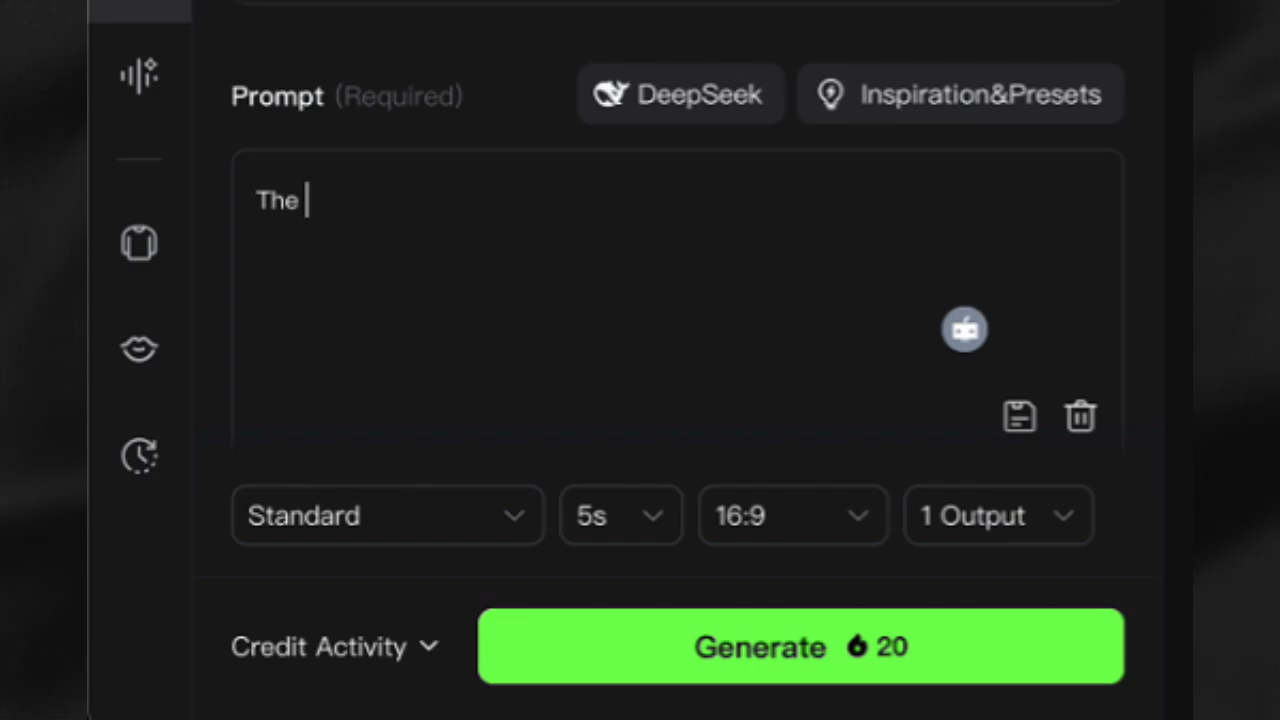 Prompt (Required) DeepSeek Inspiration&Presets
The
Standard 5s 16:9 1 Output
Credit Activity Generate 20